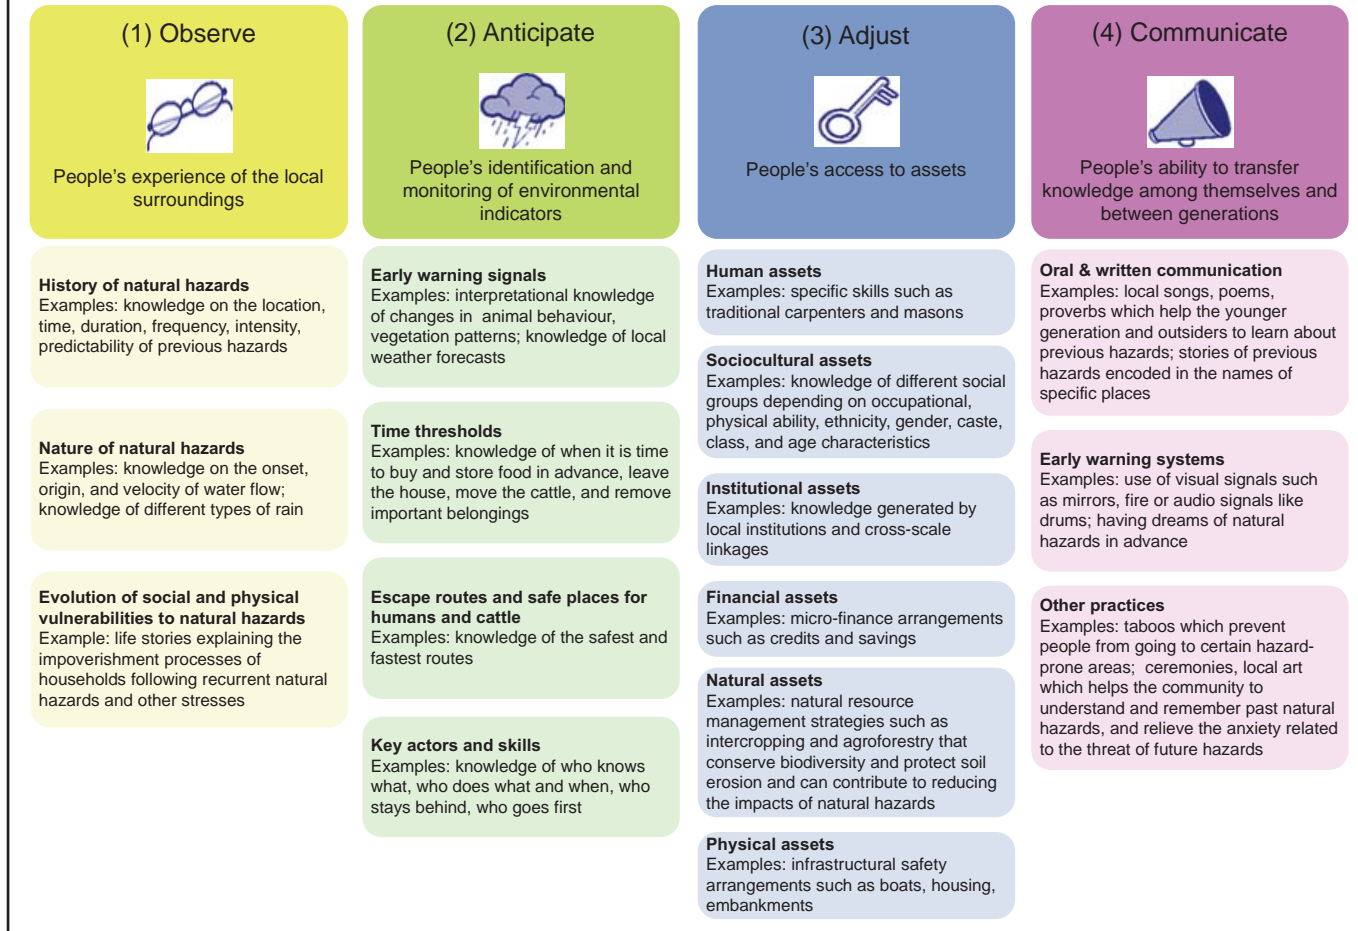 (1) Observe
People’s experience of the local
surroundings
History of natural hazards
Examples: knowledge on the location,
time, duration, frequency, intensity,
predictability of previous hazards
Nature of natural hazards
Examples: knowledge on the onset,
origin, and velocity of water flow;
knowledge of different types of rain
Evolution of social and physical
vulnerabilities to natural hazards
Example: life stories explaining the
impoverishment processes of
households following recurrent natural
hazards and other stresses
(2) Anticipate
People’s identification and
monitoring of environmental
indicators
Early warning signals
Examples: interpretational knowledge
of changes in animal behaviour,
vegetation patterns; knowledge of local
weather forecasts
Time thresholds
Examples: knowledge of when it is time
to buy and store food in advance, leave
the house, move the cattle, and remove
important belongings
Escape routes and safe places for
humans and cattle
Examples: knowledge of the safest and
fastest routes
Key actors and skills
Examples: knowledge of who knows
what, who does what and when, who
stays behind, who goes first
(3) Adjust
People’s access to assets
Human assets
Examples: specific skills such as
traditional carpenters and masons
Sociocultural assets
Examples: knowledge of different social
groups depending on occupational,
physical ability, ethnicity, gender, caste,
class, and age characteristics
Institutional assets
Examples: knowledge generated by
local institutions and cross-scale
linkages
Financial assets
Examples: micro-finance arrangements
such as credits and savings
Natural assets
Examples: natural resource
management strategies such as
intercropping and agroforestry that
conserve biodiversity and protect soil
erosion and can contribute to reducing
the impacts of natural hazards
Physical assets
Examples: infrastructural safety
arrangements such as boats, housing,
embankments
(4) Communicate
People’s ability to transfer
knowledge among themselves and
between generations
Oral & written communication
Examples: local songs, poems,
proverbs which help the younger
generation and outsiders to learn about
previous hazards; stories of previous
hazards encoded in the names of
specific places
Early warning systems
Examples: use of visual signals such
as mirrors, fire or audio signals like
drums; having dreams of natural
hazards in advance
Other practices
Examples: taboos which prevent
people from going to certain hazard-
prone areas; ceremonies, local art
which helps the community to
understand and remember past natural
hazards, and relieve the anxiety related
to the threat of future hazards